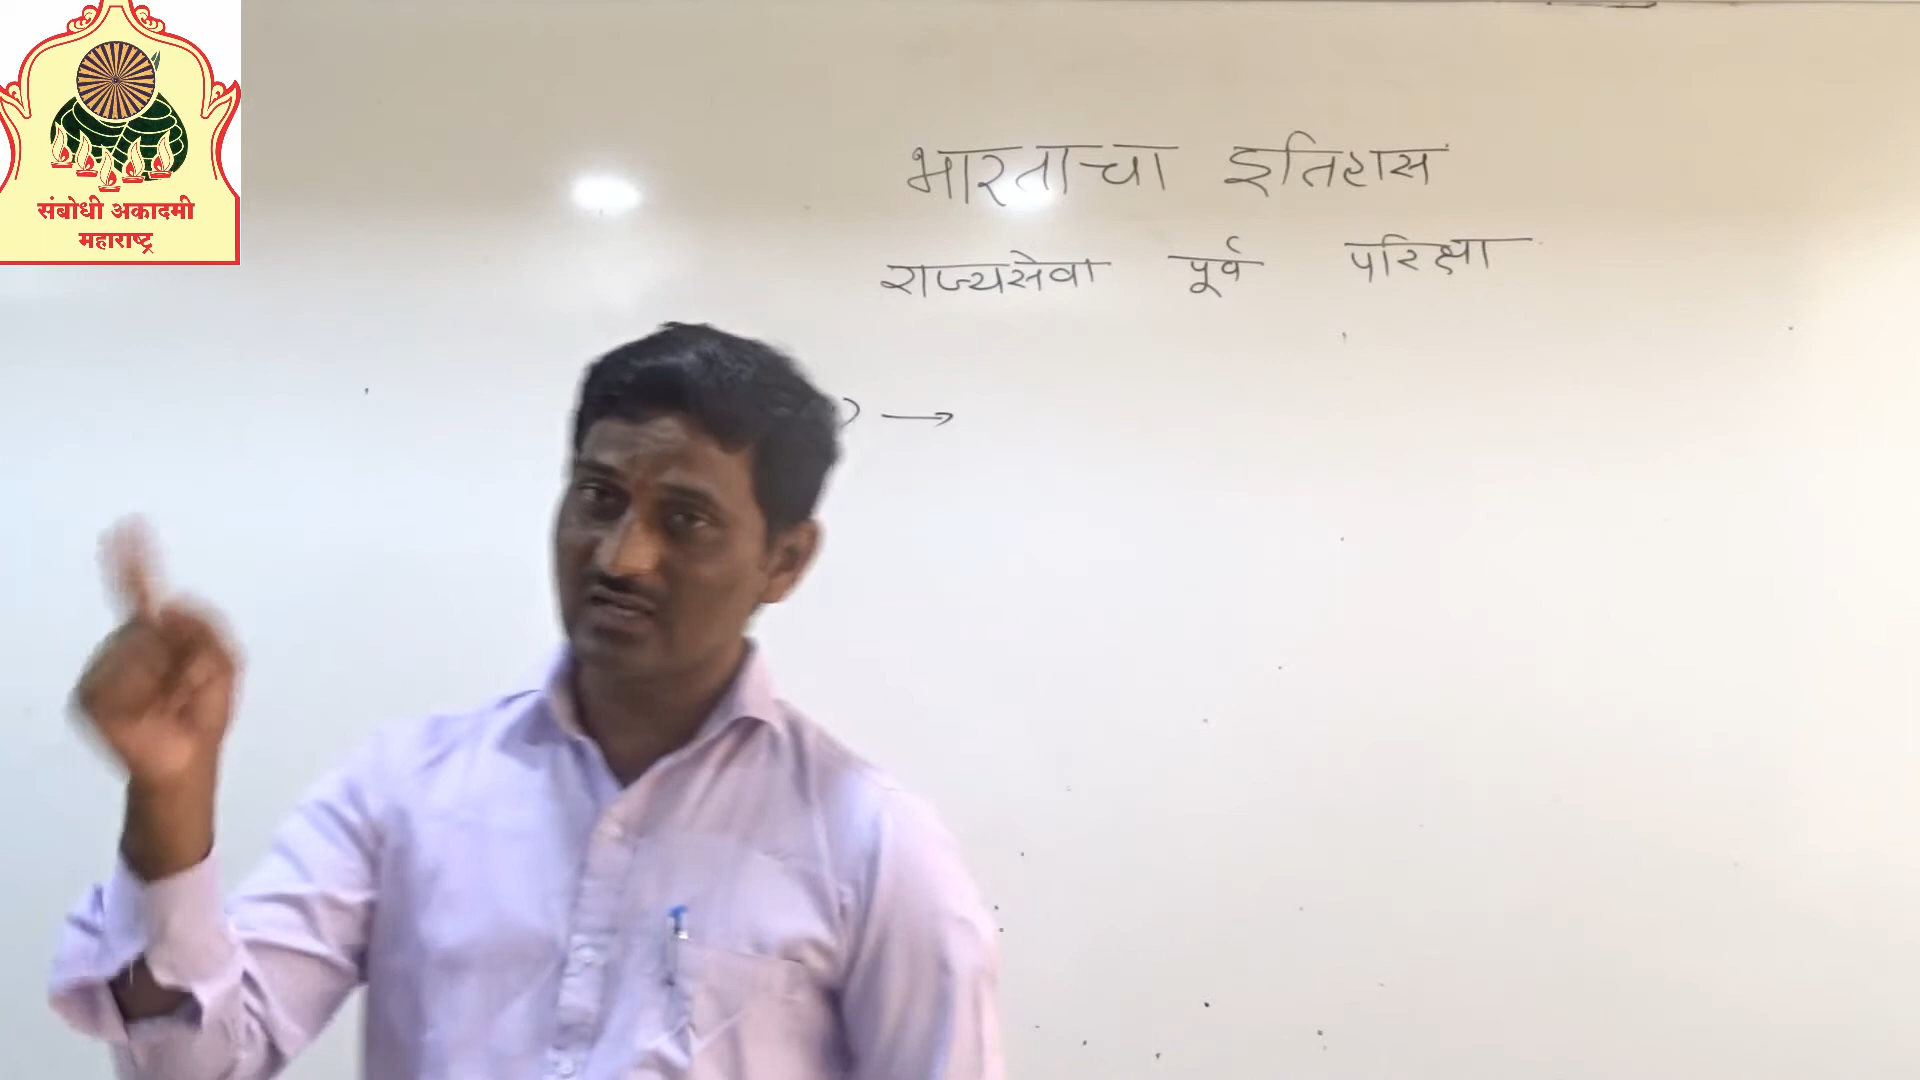 संबोधी अकादमी
महाराष्ट्र
भारताचा इतिहास
राज्यसेवा पूर्व परिक्षा
→